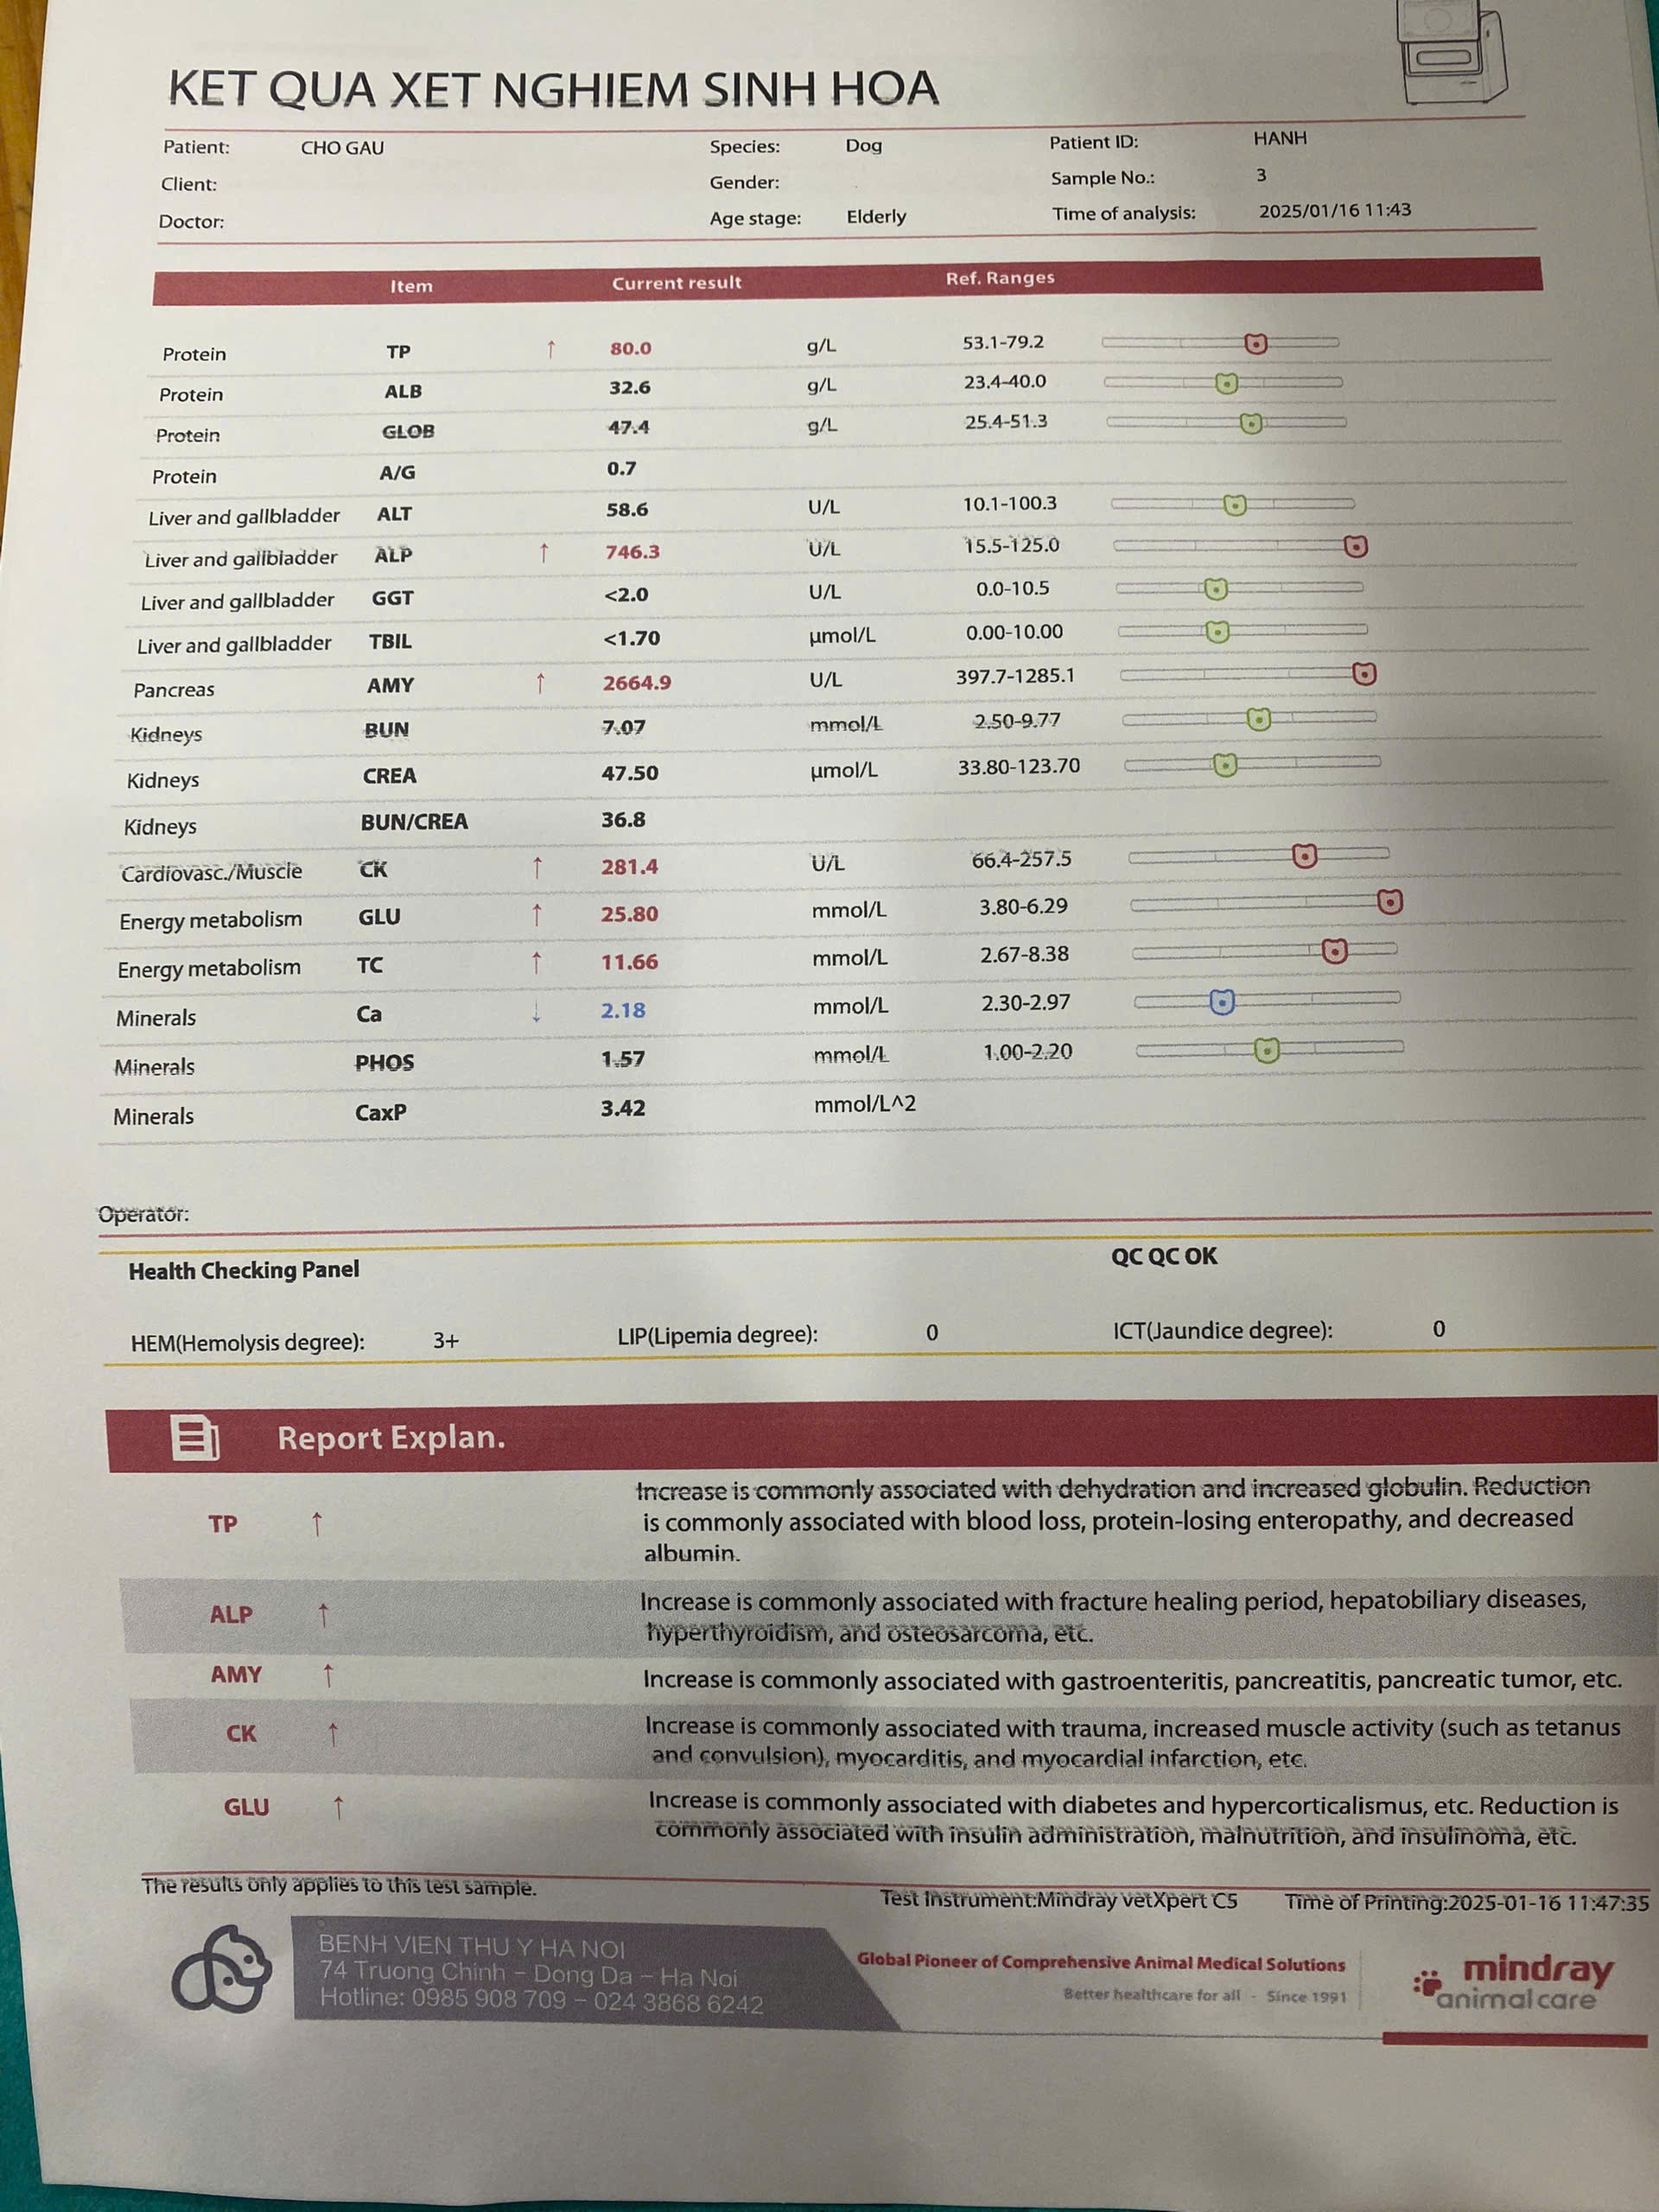 KET QUA XET NGHIEM SINH HOA
Patient: CHO GAU Species: Dog Patient ID: HANH
Client: Gender: Sample No.: 3
Doctor: Age stage: Elderly Time of analysis: 2025/01/16 11:43
Item Current result Ref. Ranges
Protein TP ↑ 80.0 g/L 53.1-79.2
Protein ALB 32.6 g/L 23.4-40.0
Protein GLOB 47.4 g/L 25.4-51.3
Protein A/G 0.7
Liver and gallbladder ALT 58.6 U/L 10.1-100.3
Liver and gallbladder ALP ↑ 746.3 U/L 15.5-125.0
Liver and gallbladder GGT <2.0 U/L 0.0-10.5
Liver and gallbladder TBIL <1.70 µmol/L 0.00-10.00
Pancreas AMY ↑ 2664.9 U/L 397.7-1285.1
Kidneys BUN 7.07 mmol/L 2.50-9.77
Kidneys CREA 47.50 µmol/L 33.80-123.70
Kidneys BUN/CREA 36.8
Cardiovasc./Muscle CK ↑ 281.4 U/L 66.4-257.5
Energy metabolism GLU ↑ 25.80 mmol/L 3.80-6.29
Energy metabolism TC ↑ 11.66 mmol/L 2.67-8.38
Minerals Ca ↓ 2.18 mmol/L 2.30-2.97
Minerals PHOS 1.57 mmol/L 1.00-2.20
Minerals CaxP 3.42 mmol/L^2
Operator:
Health Checking Panel QC QC OK
HEM(Hemolysis degree): 3+ LIP(Lipemia degree): 0 ICT(Jaundice degree): 0
Report Explan.
TP ↑ Increase is commonly associated with dehydration and increased globulin. Reduction
is commonly associated with blood loss, protein-losing enteropathy, and decreased
albumin.
ALP ↑ Increase is commonly associated with fracture healing period, hepatobiliary diseases,
hyperthyroidism, and osteosarcoma, etc.
AMY ↑ Increase is commonly associated with gastroenteritis, pancreatitis, pancreatic tumor, etc.
CK ↑ Increase is commonly associated with trauma, increased muscle activity (such as tetanus
and convulsion), myocarditis, and myocardial infarction, etc.
GLU ↑ Increase is commonly associated with diabetes and hypercorticalismus, etc. Reduction is
commonly associated with insulin administration, malnutrition, and insulinoma, etc.
The results only applies to this test sample. Test Instrument:Mindray vetXpert C5 Time of Printing:2025-01-16 11:47:35
BENH VIEN THU Y HA NOI
74 Truong Chinh – Dong Da – Ha Noi
Hotline: 0985 908 709 – 024 3868 6242
Global Pioneer of Comprehensive Animal Medical Solutions
Better healthcare for all - Since 1991
mindray
animal care